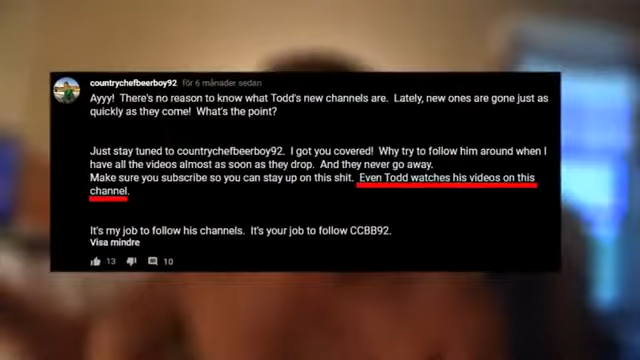 countrychefbeerboy92 för 6 månader sedan
Ayyy! There's no reason to know what Todd's new channels are. Lately, new ones are gone just as
quickly as they come! What's the point?
Just stay tuned to countrychefbeerboy92. I got you covered! Why try to follow him around when I
have all the videos almost as soon as they drop. And they never go away.
Make sure you subscribe so you can stay up on this shit. Even Todd watches his videos on this
channel.
It's my job to follow his channels. It's your job to follow CCBB92.
Visa mindre
13 10